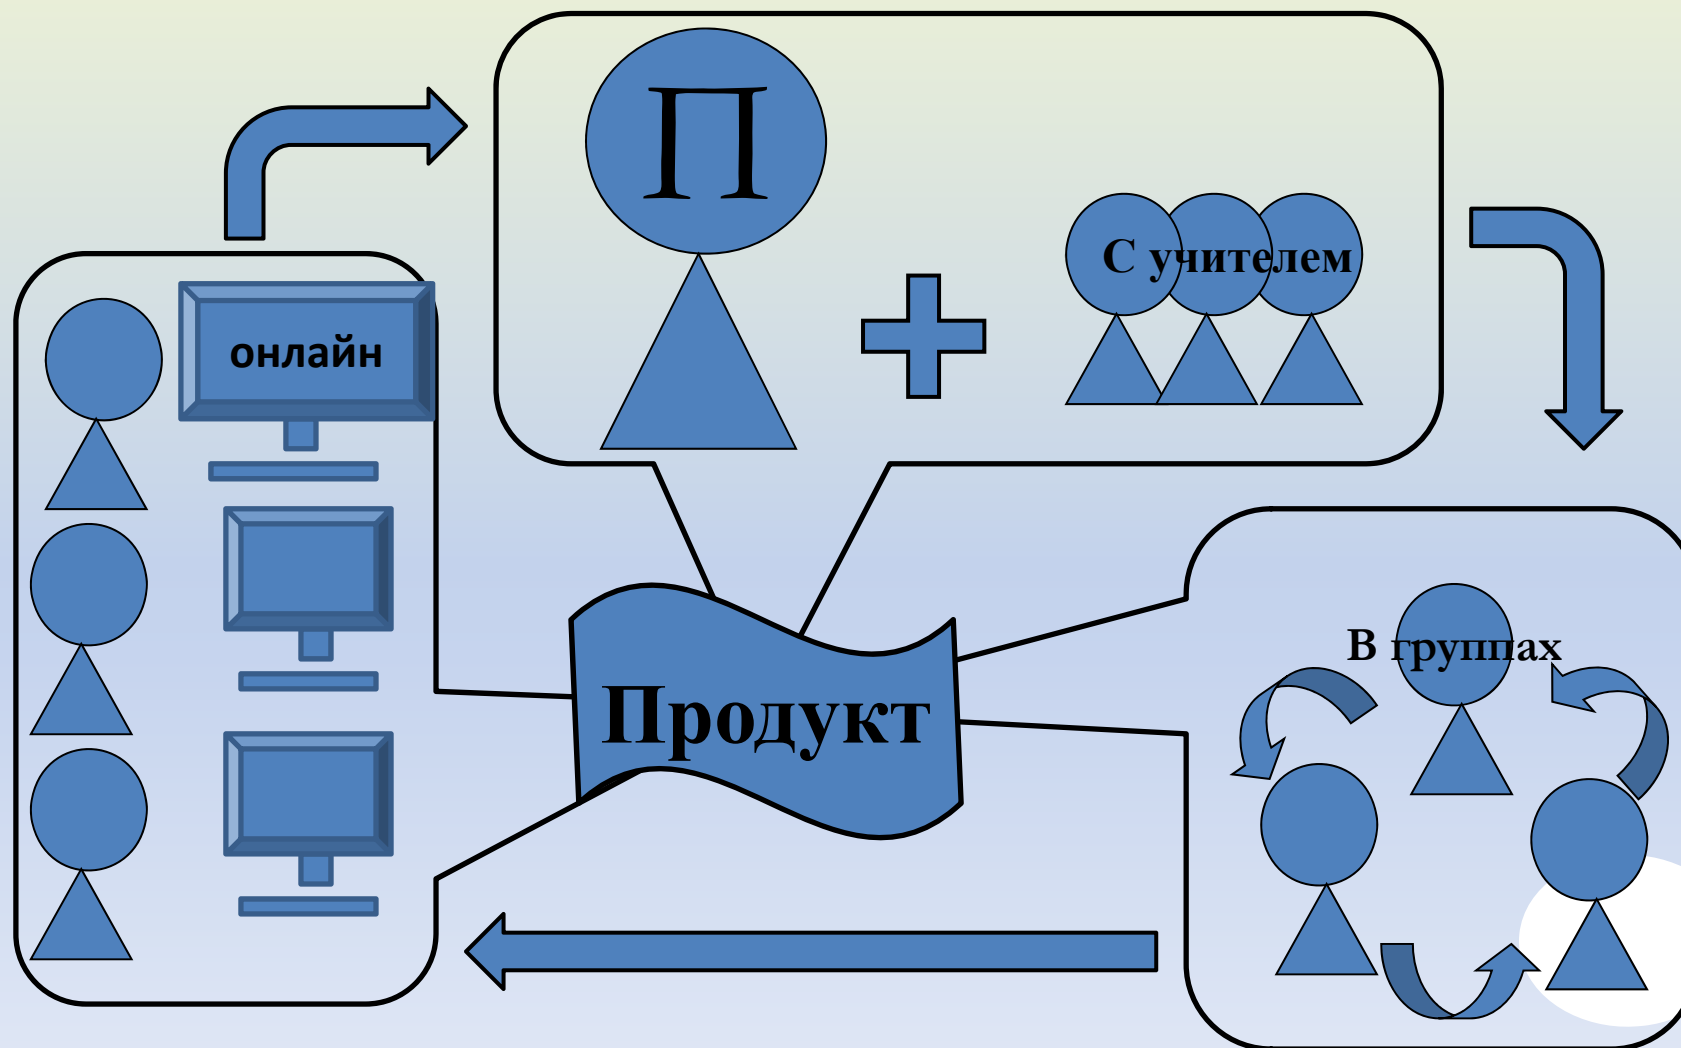 П
С учителем
онлайн
В группах
Продукт